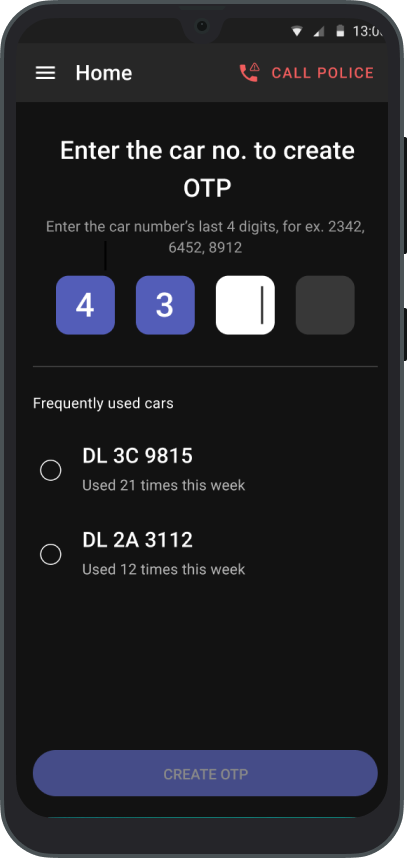 13:0
Home
CALL POLICE
Enter the car no. to create
OTP
Enter the car number's last 4 digits, for ex. 2342,
6452, 8912
4 3
Frequently used cars
DL 3C 9815
Used 21 times this week
DL 2A 3112
Used 12 times this week
CREATE OTP